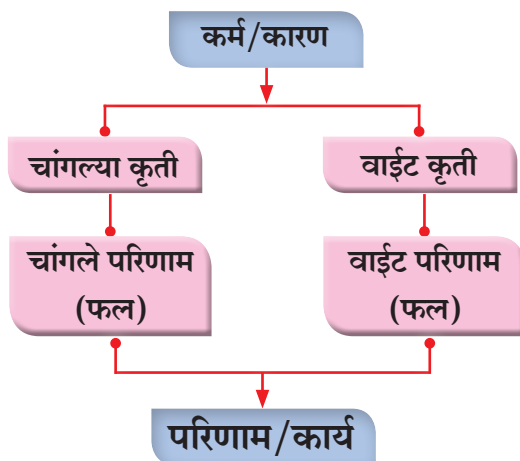 कर्म/कारण
चांगल्या कृती
वाईट कृती
चांगले परिणाम
(फल)
वाईट परिणाम
(फल)
परिणाम/कार्य